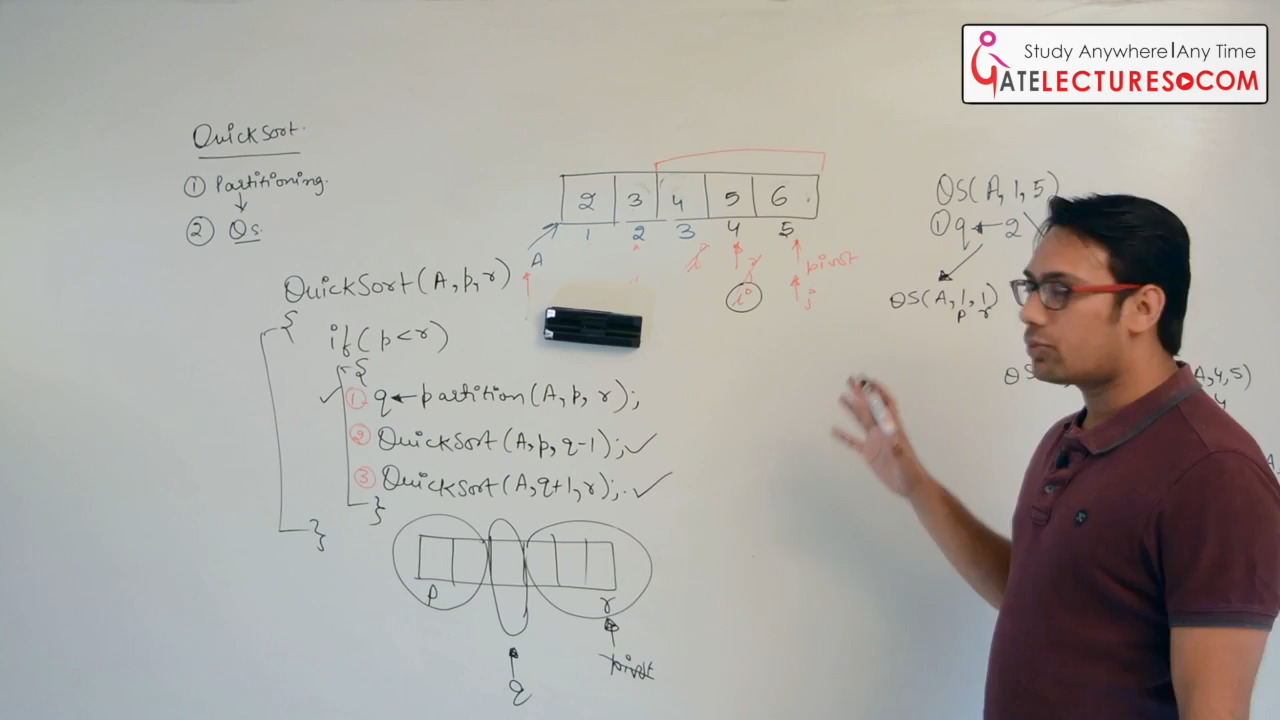 Study Anywhere|Any Time
GATELECTURES.COM
QuickSort.
① Partitioning.
② QS.
2 3 4 5 6
1 2 3 4 5
A
i
r
i
pivot
j
QuickSort(A, p, r)
{
if(p<r)
{
① q←partition(A, p, r);
② QuickSort(A, p, q-1);
③ QuickSort(A, q+1, r);
}
}
p
r
q
pivot
QS(A, 1, 5)
① q ← 2
QS(A, 1, 1)
p r
A, 4, 5)